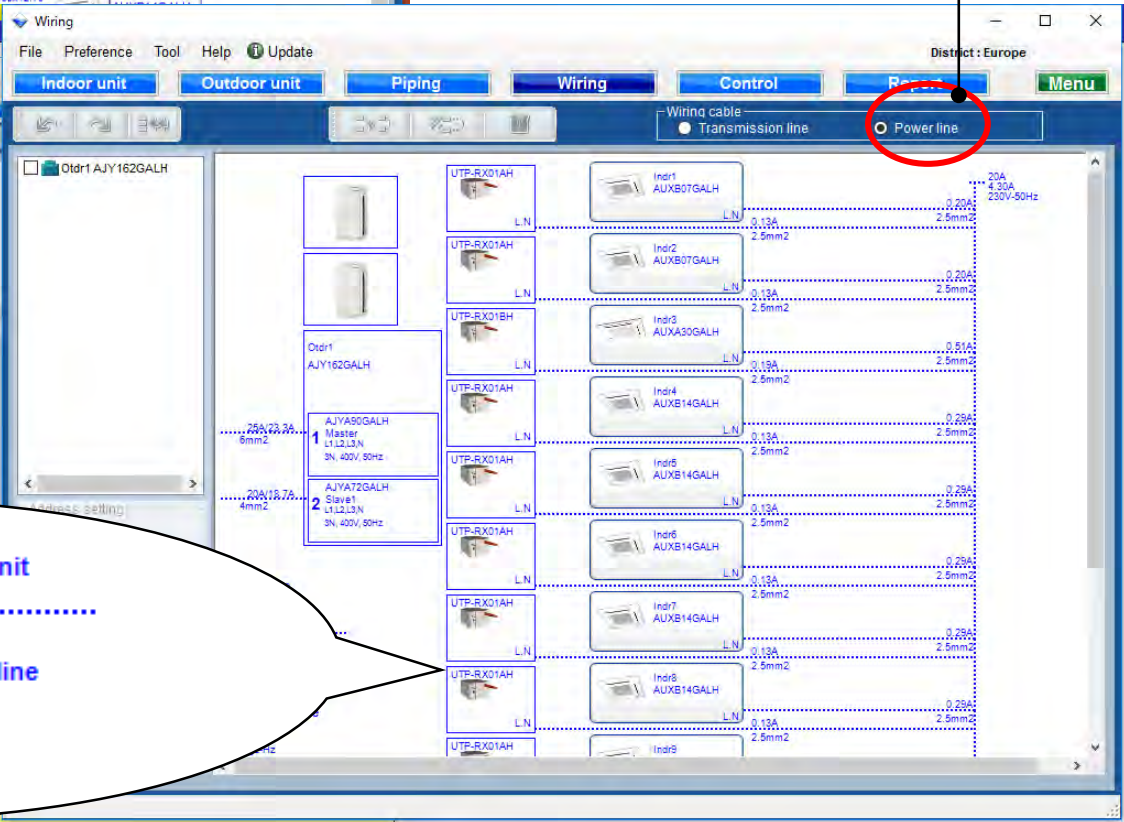 Wiring
File Preference Tool Help Update
District : Europe
Indoor unit Outdoor unit Piping Wiring Control Report Menu
Wiring cable
Transmission line Power line
Otdr1 AJY162GALH
Address setting
Otdr1
AJY162GALH
25A/23.3A
6mm2
1
AJYA90GALH
Master
L1,L2,L3,N
3N, 400V, 50Hz
20A/18.7A
4mm2
2
AJYA72GALH
Slave1
L1,L2,L3,N
3N, 400V, 50Hz
20A
4.30A
230V-50Hz
UTP-RX01AH
L.N
Indr1
AUXB07GALH
L.N
0.20A
2.5mm2
0.13A
2.5mm2
UTP-RX01AH
L.N
Indr2
AUXB07GALH
L.N
0.20A
2.5mm2
0.13A
2.5mm2
UTP-RX01BH
L.N
Indr3
AUXA30GALH
L.N
0.51A
2.5mm2
0.19A
2.5mm2
UTP-RX01AH
L.N
Indr4
AUXB14GALH
L.N
0.29A
2.5mm2
0.13A
2.5mm2
UTP-RX01AH
L.N
Indr5
AUXB14GALH
L.N
0.29A
2.5mm2
0.13A
2.5mm2
UTP-RX01AH
L.N
Indr6
AUXB14GALH
L.N
0.29A
2.5mm2
0.13A
2.5mm2
UTP-RX01AH
L.N
Indr7
AUXB14GALH
L.N
0.29A
2.5mm2
0.13A
2.5mm2
UTP-RX01AH
L.N
Indr8
AUXB14GALH
L.N
0.29A
2.5mm2
0.13A
2.5mm2
UTP-RX01AH
Indr9
nit
line